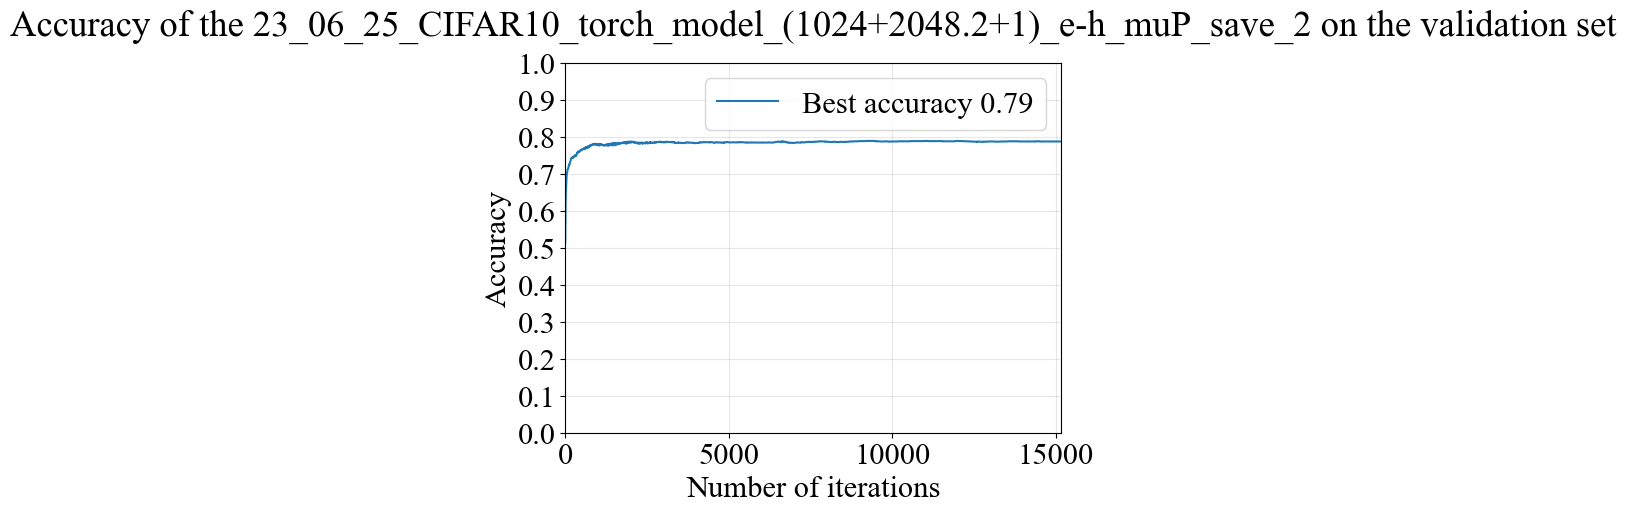 Accuracy of the 23_06_25_CIFAR10_torch_model_(1024+2048.2+1)_e-h_muP_save_2 on the validation set
Best accuracy 0.79
1.0
0.9
0.8
0.7
0.6
0.5
0.4
0.3
0.2
0.1
0.0
Accuracy
0 5000 10000 15000
Number of iterations